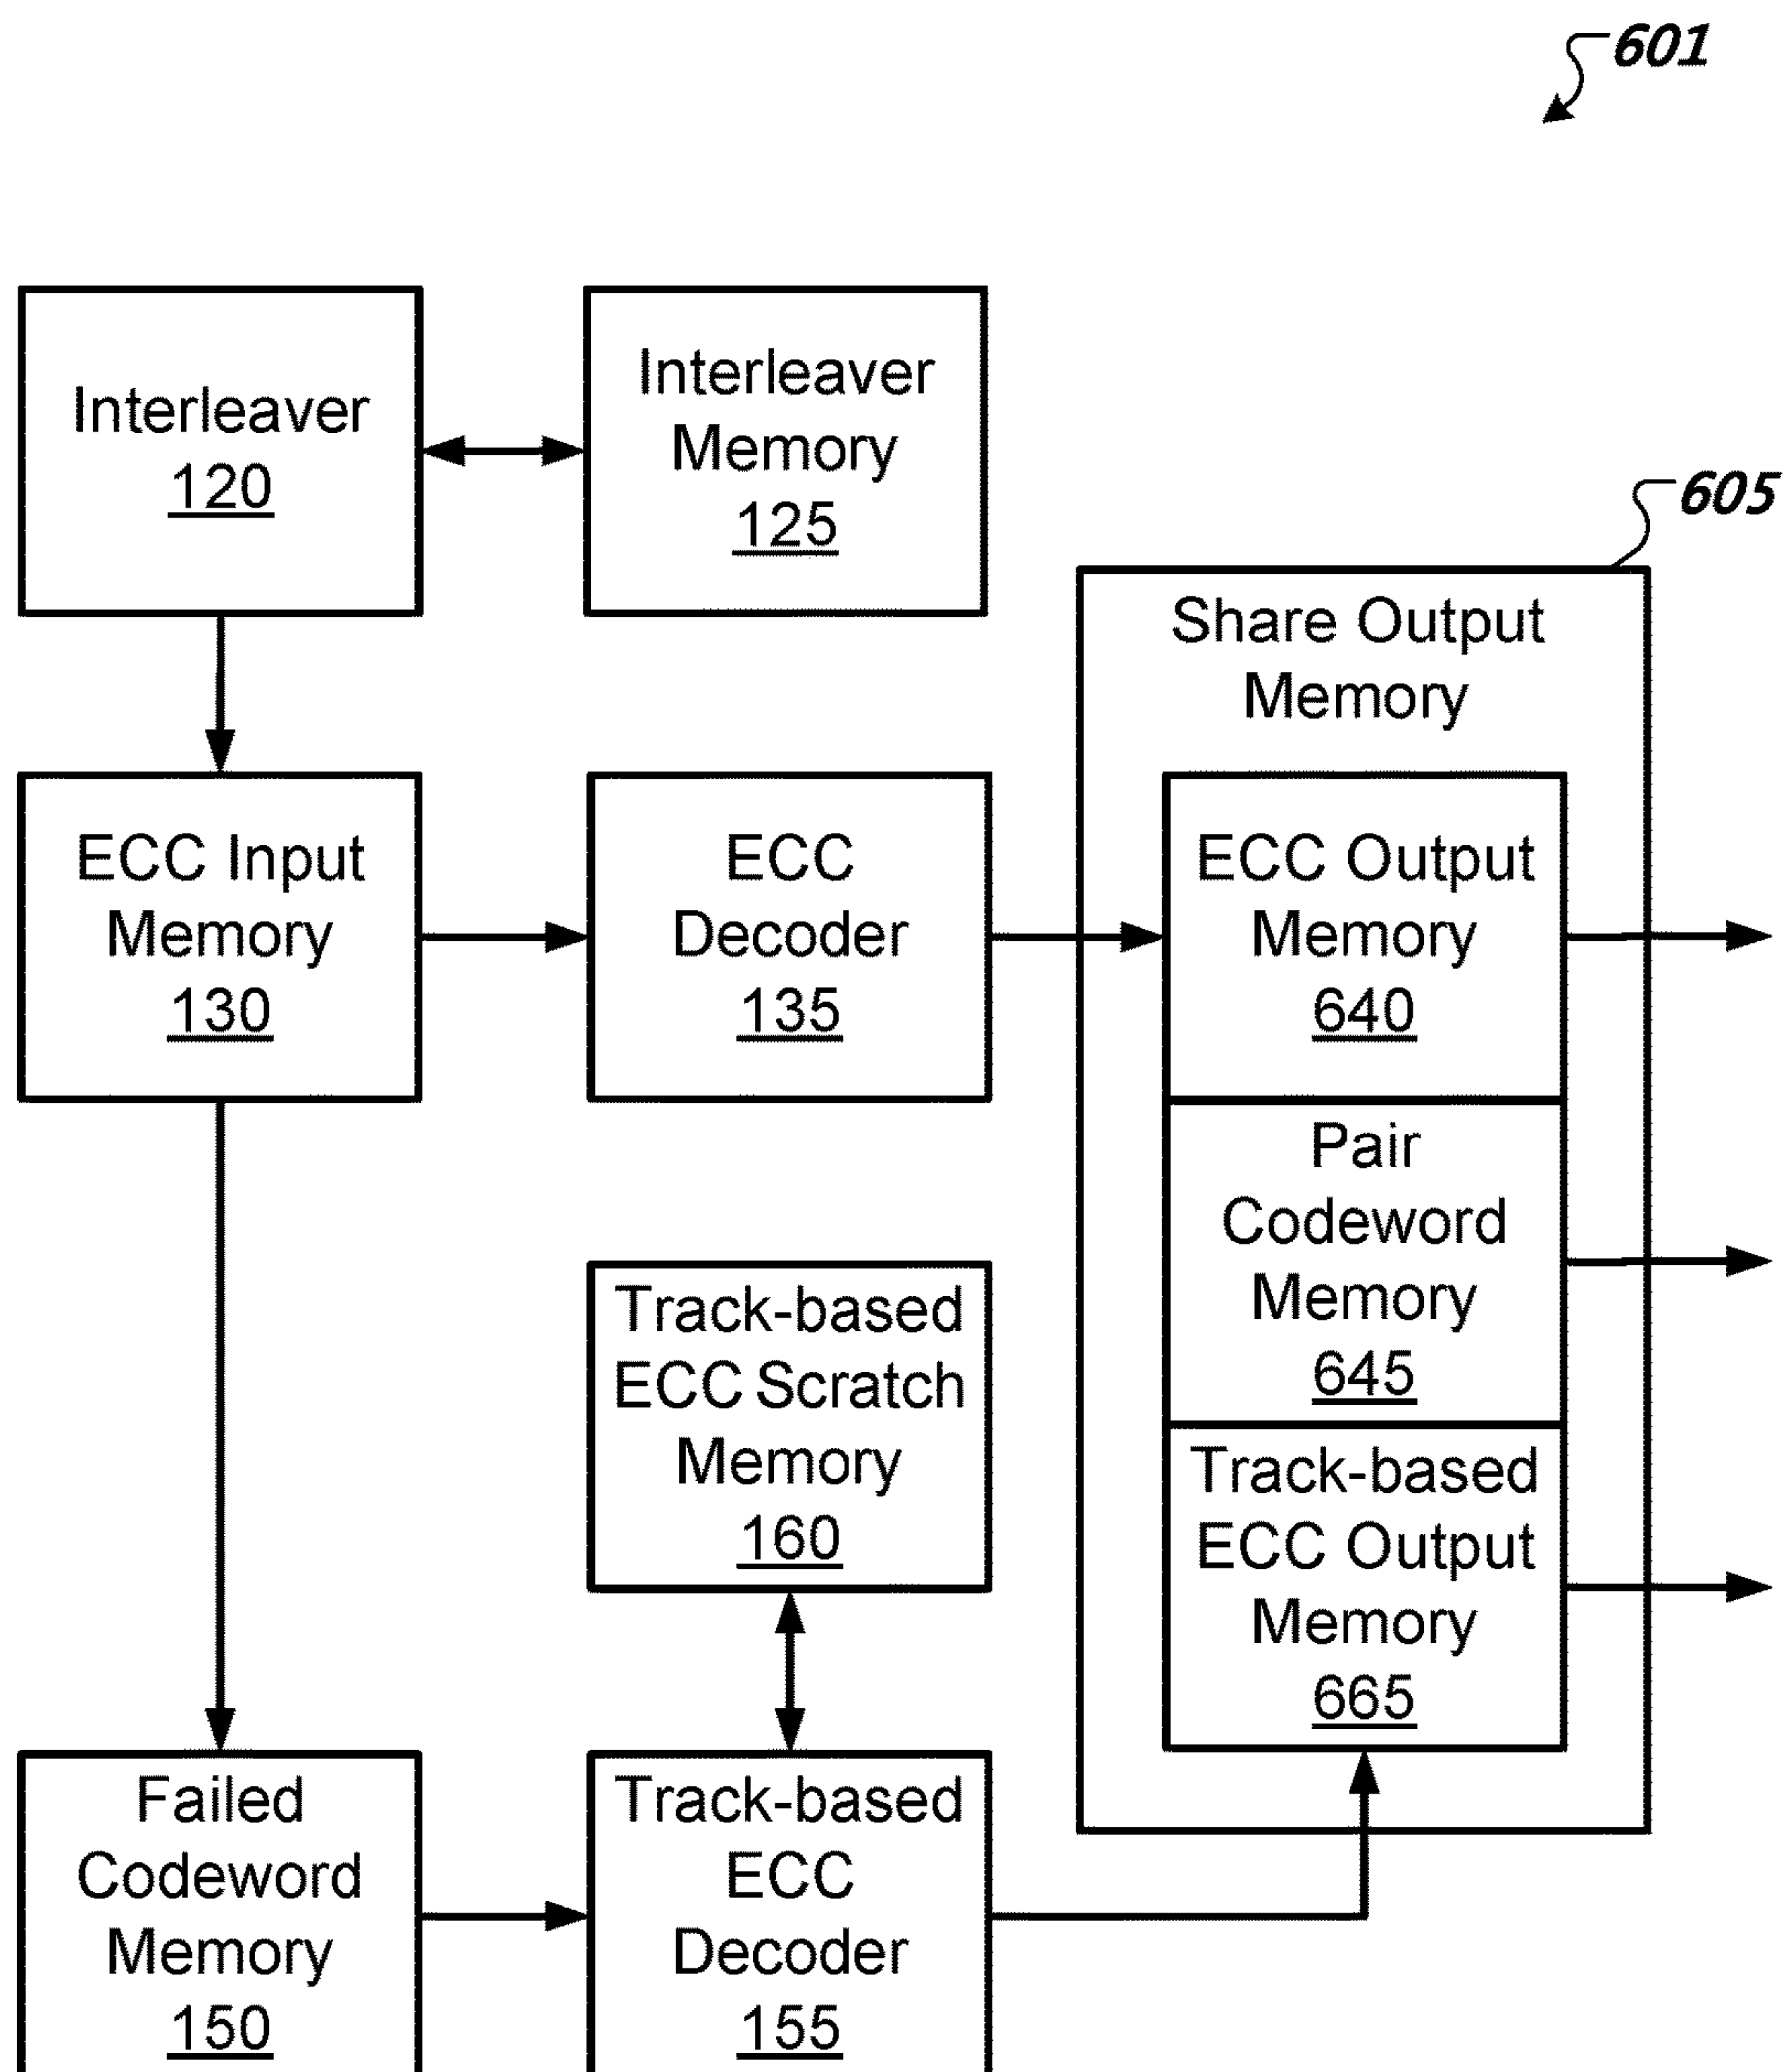 601
Interleaver
120
Interleaver
Memory
125
605
Share Output
Memory
ECC Input
Memory
130
ECC
Decoder
135
ECC Output
Memory
640
Pair
Codeword
Memory
645
Track-based
ECC Scratch
Memory
160
Track-based
ECC Output
Memory
665
Failed
Codeword
Memory
150
Track-based
ECC
Decoder
155